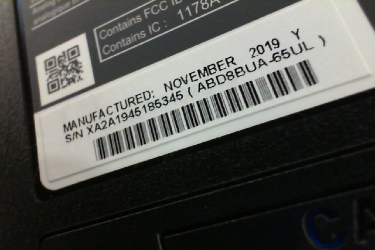 Contains FCC ID
Contains IC : 1178A
MANUFACTURED: NOVEMBER 2019 Y
S/N XA2A1945185345 ( ABD8BUA-65UL )